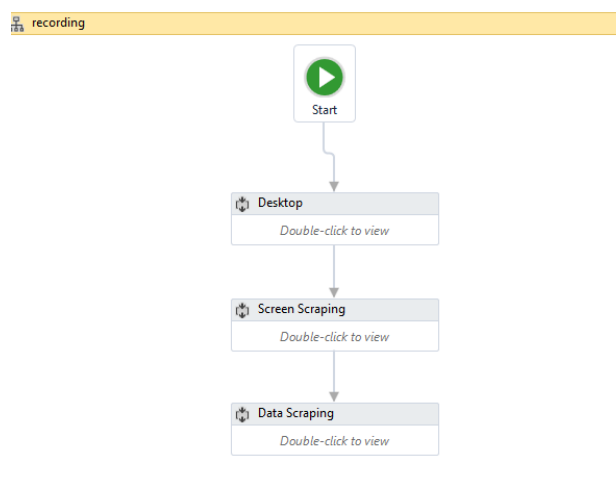 recording
Start
Desktop
Double-click to view
Screen Scraping
Double-click to view
Data Scraping
Double-click to view